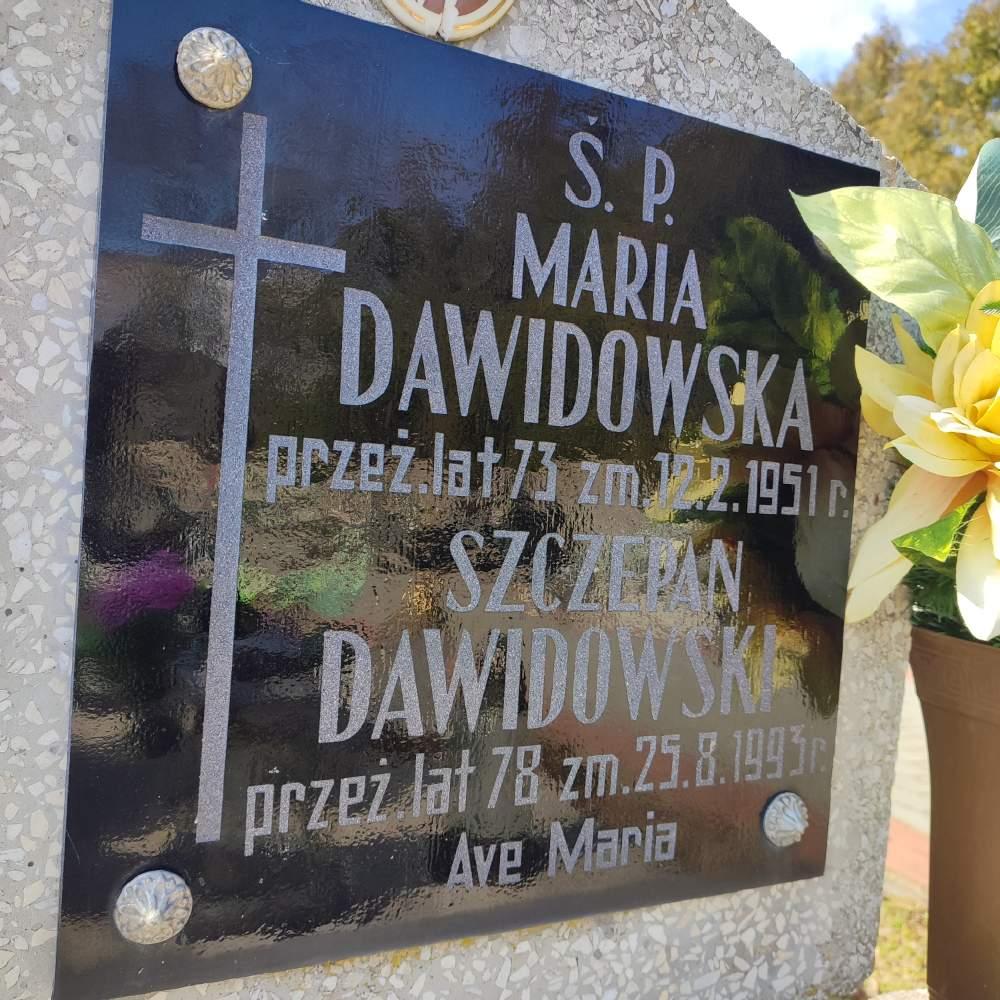 Ś. P.
MARIA
DAWIDOWSKA
przeż. lat 73 zm. 12.2.1951 r.
SZCZEPAN
DAWIDOWSKI
przeż. lat 78 zm. 25.8.1993 r.
Ave Maria